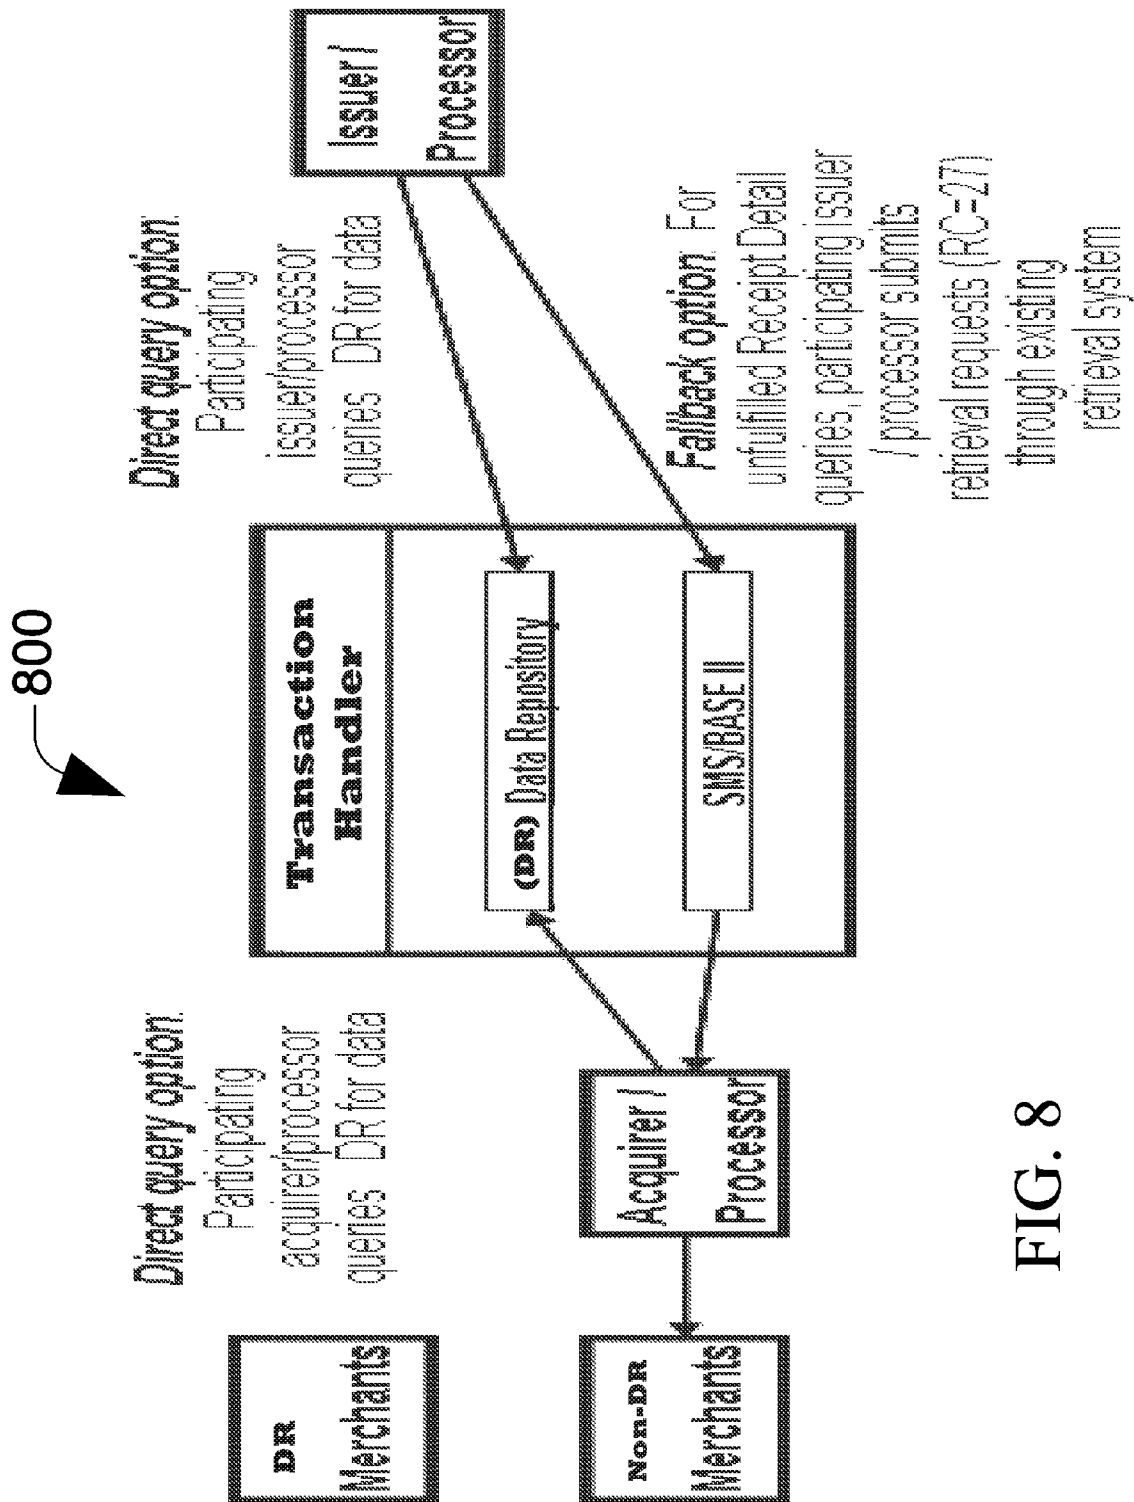 800
DR
Merchants
Direct query option:
Participating
acquirer/processor
queries DR for data
Transaction
Handler
Direct query option:
Participating
issuer/processor
queries DR for data
Issuer /
Processor
(DR) Data Repository
SMS/BASE II
Non-DR
Merchants
Acquirer /
Processor
Fallback option: For
unfulfilled Receipt Detail
queries, participating issuer
/ processor submits
retrieval requests (RC=27)
through existing
retrieval system
FIG. 8